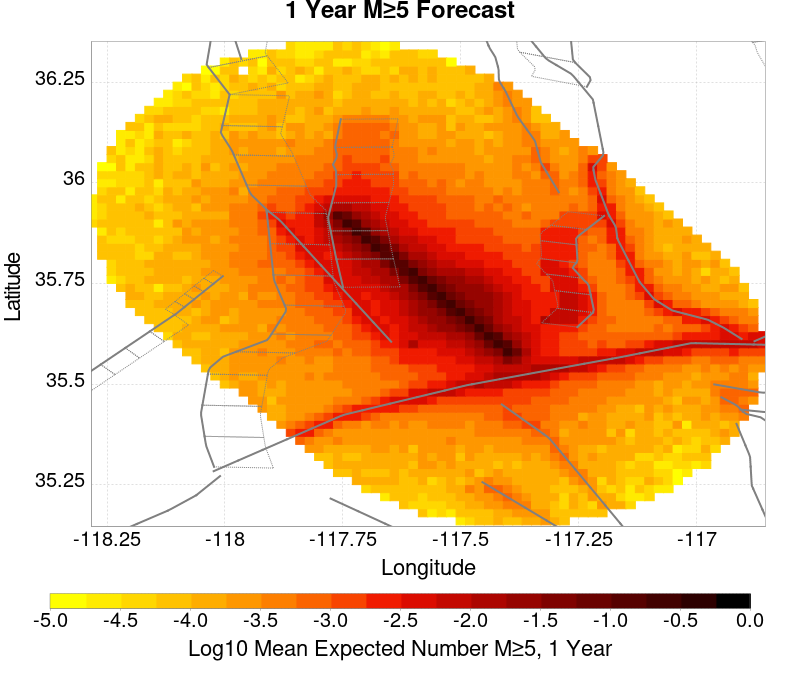 1 Year M≥5 Forecast
36.25
36
35.75
35.5
35.25
Latitude
-118.25 -118 -117.75 -117.5 -117.25 -117
Longitude
-5.0 -4.5 -4.0 -3.5 -3.0 -2.5 -2.0 -1.5 -1.0 -0.5 0.0
Log10 Mean Expected Number M≥5, 1 Year